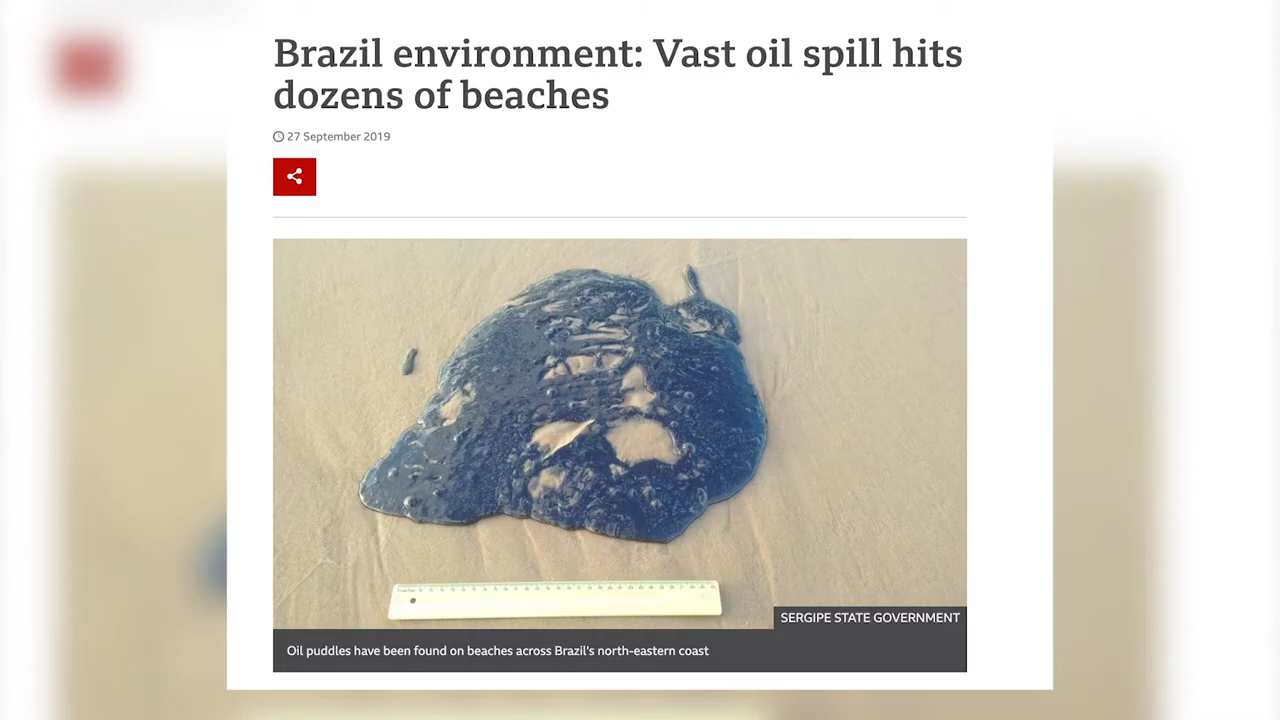 Brazil environment: Vast oil spill hits
dozens of beaches
27 September 2019
SERGIPE STATE GOVERNMENT
Oil puddles have been found on beaches across Brazil's north-eastern coast